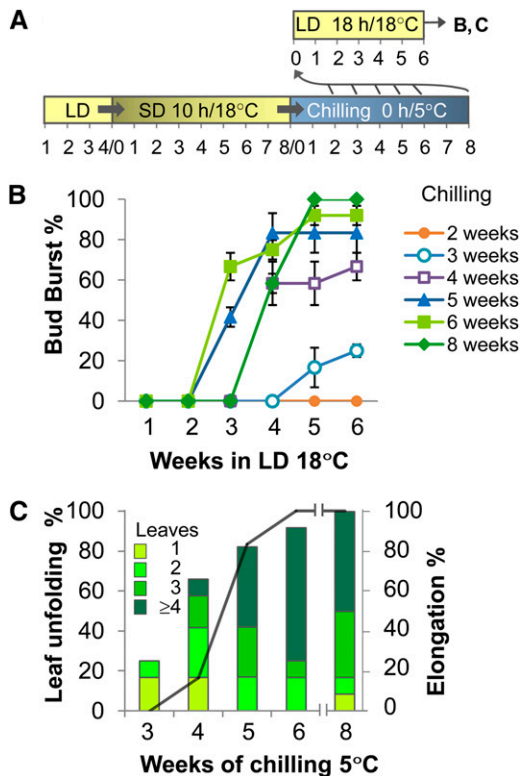 A
LD 18 h/18°C
B, C
0 1 2 3 4 5 6
LD SD 10 h/18°C Chilling 0 h/5°C
1 2 3 4/0 1 2 3 4 5 6 7 8/0 1 2 3 4 5 6 8
B
Bud Burst %
100
80
60
40
20
0
1 2 3 4 5 6
Weeks in LD 18°C
Chilling
2 weeks
3 weeks
4 weeks
5 weeks
6 weeks
8 weeks
C
Leaf unfolding %
100
80
60
40
20
0
Leaves
1
2
3
≥4
100
80
60
40
20
0
Elongation %
3 4 5 6 8
Weeks of chilling 5°C